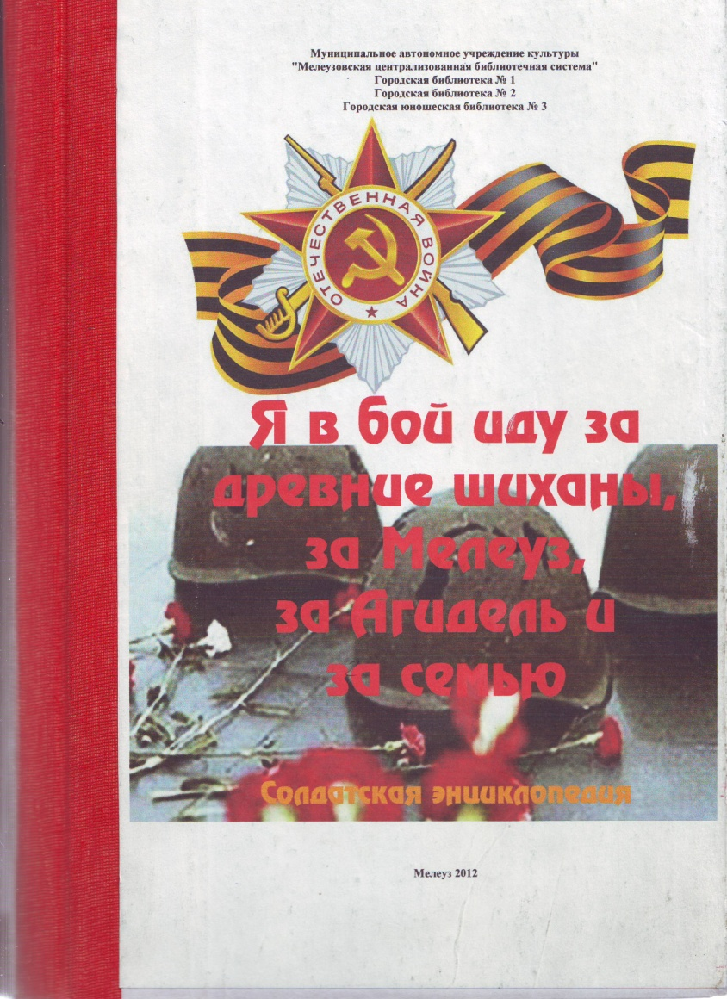 Муниципальное автономное учреждение культуры
"Мелеузовская централизованная библиотечная система"
Городская библиотека № 1
Городская библиотека № 2
Городская юношеская библиотека № 3
ОТЕЧЕСТВЕННАЯ ВОЙНА
Я в бой иду за
древние шиханы,
за Мелеуз,
за Агидель и
за семью
Солдатская энциклопедия
Мелеуз 2012